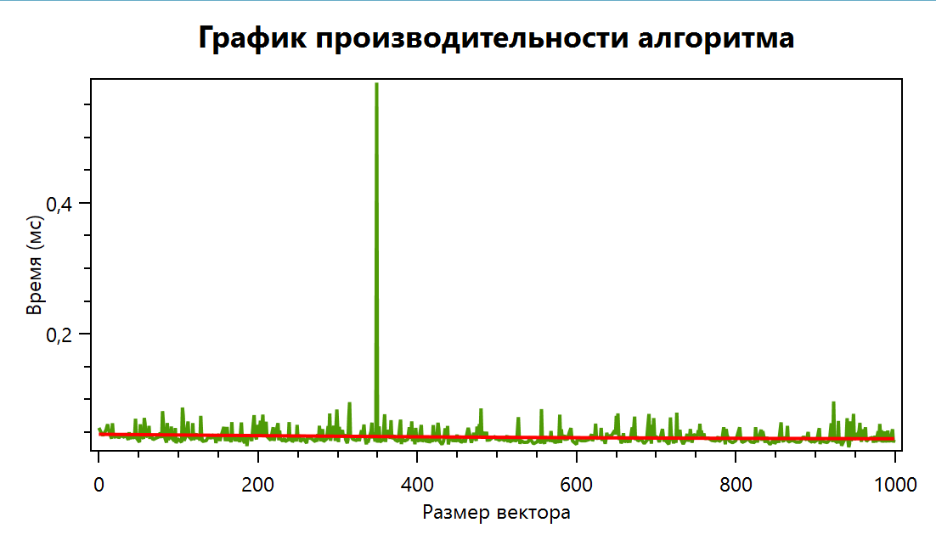 График производительности алгоритма
Время (мс)
0,4
0,2
0 200 400 600 800 1000
Размер вектора